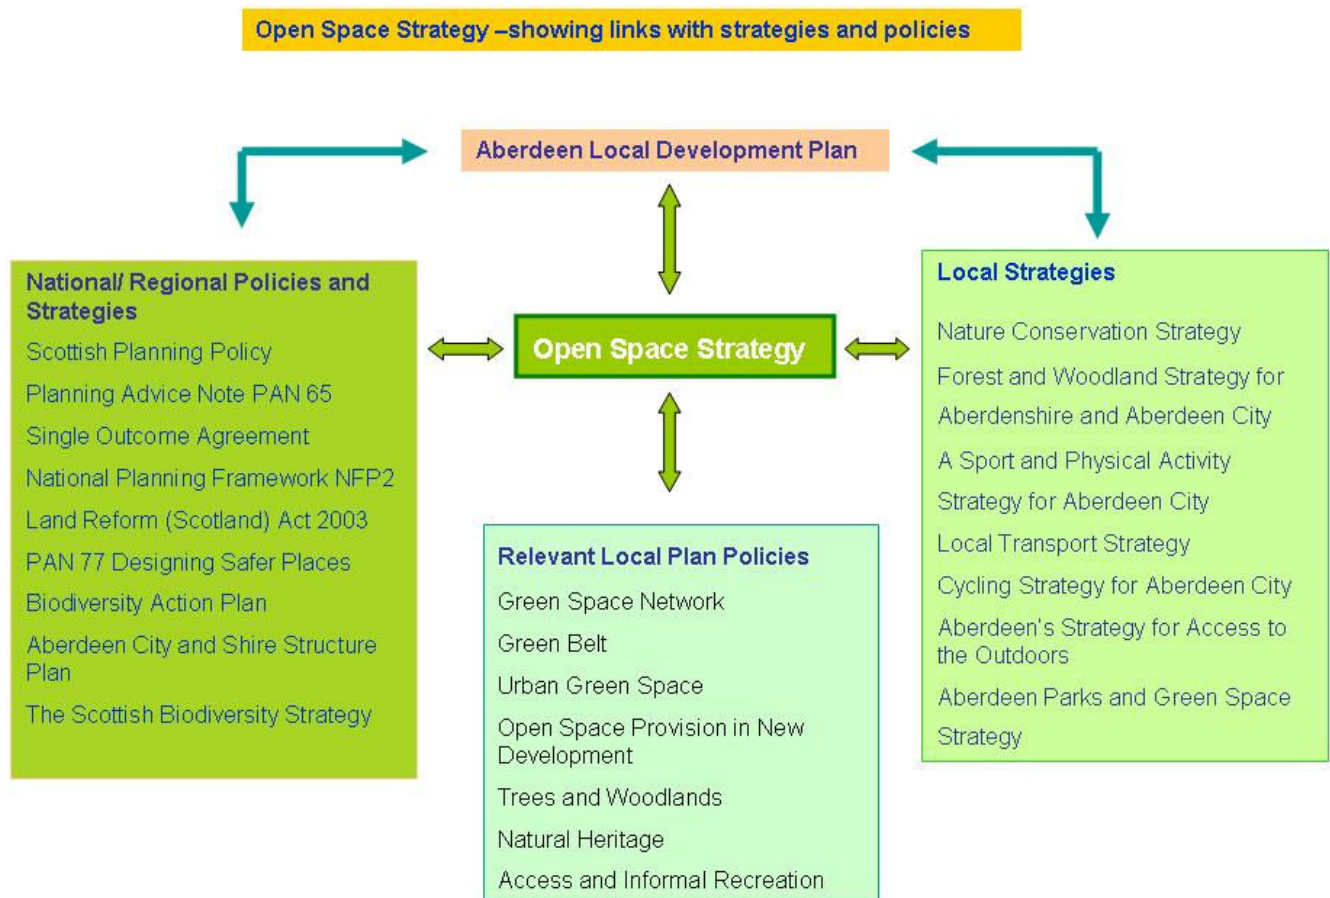 Open Space Strategy –showing links with strategies and policies
Aberdeen Local Development Plan
National/ Regional Policies and
Strategies
Scottish Planning Policy
Planning Advice Note PAN 65
Single Outcome Agreement
National Planning Framework NFP2
Land Reform (Scotland) Act 2003
PAN 77 Designing Safer Places
Biodiversity Action Plan
Aberdeen City and Shire Structure
Plan
The Scottish Biodiversity Strategy
Open Space Strategy
Local Strategies
Nature Conservation Strategy
Forest and Woodland Strategy for
Aberdenshire and Aberdeen City
A Sport and Physical Activity
Strategy for Aberdeen City
Local Transport Strategy
Cycling Strategy for Aberdeen City
Aberdeen's Strategy for Access to
the Outdoors
Aberdeen Parks and Green Space
Strategy
Relevant Local Plan Policies
Green Space Network
Green Belt
Urban Green Space
Open Space Provision in New
Development
Trees and Woodlands
Natural Heritage
Access and Informal Recreation